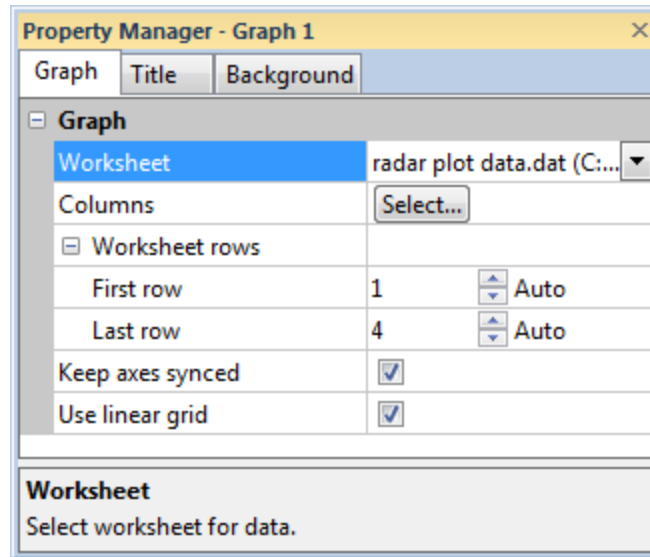 Property Manager - Graph 1
Graph Title Background
Graph
Worksheet radar plot data.dat (C:...
Columns Select...
Worksheet rows
First row 1 Auto
Last row 4 Auto
Keep axes synced
Use linear grid
Worksheet
Select worksheet for data.